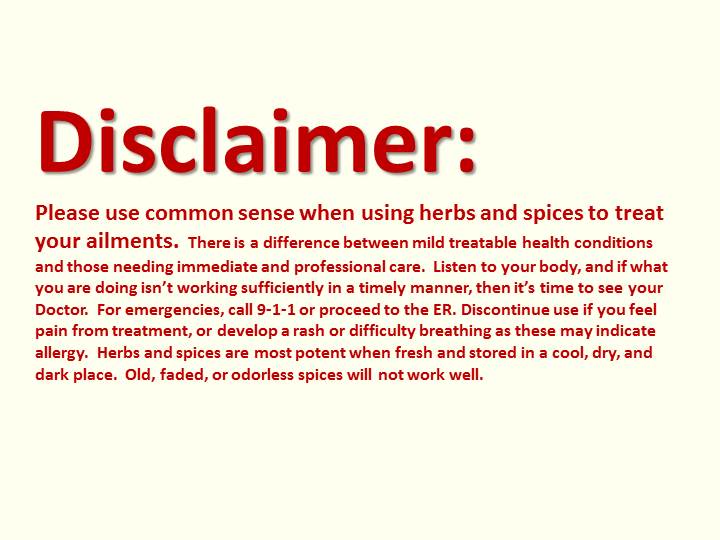 Disclaimer:
Please use common sense when using herbs and spices to treat
your ailments.  There is a difference between mild treatable health conditions
and those needing immediate and professional care.  Listen to your body, and if what
you are doing isn’t working sufficiently in a timely manner, then it’s time to see your
Doctor.  For emergencies, call 9-1-1 or proceed to the ER. Discontinue use if you feel
pain from treatment, or develop a rash or difficulty breathing as these may indicate
allergy.  Herbs and spices are most potent when fresh and stored in a cool, dry, and
dark place.  Old, faded, or odorless spices will not work well.